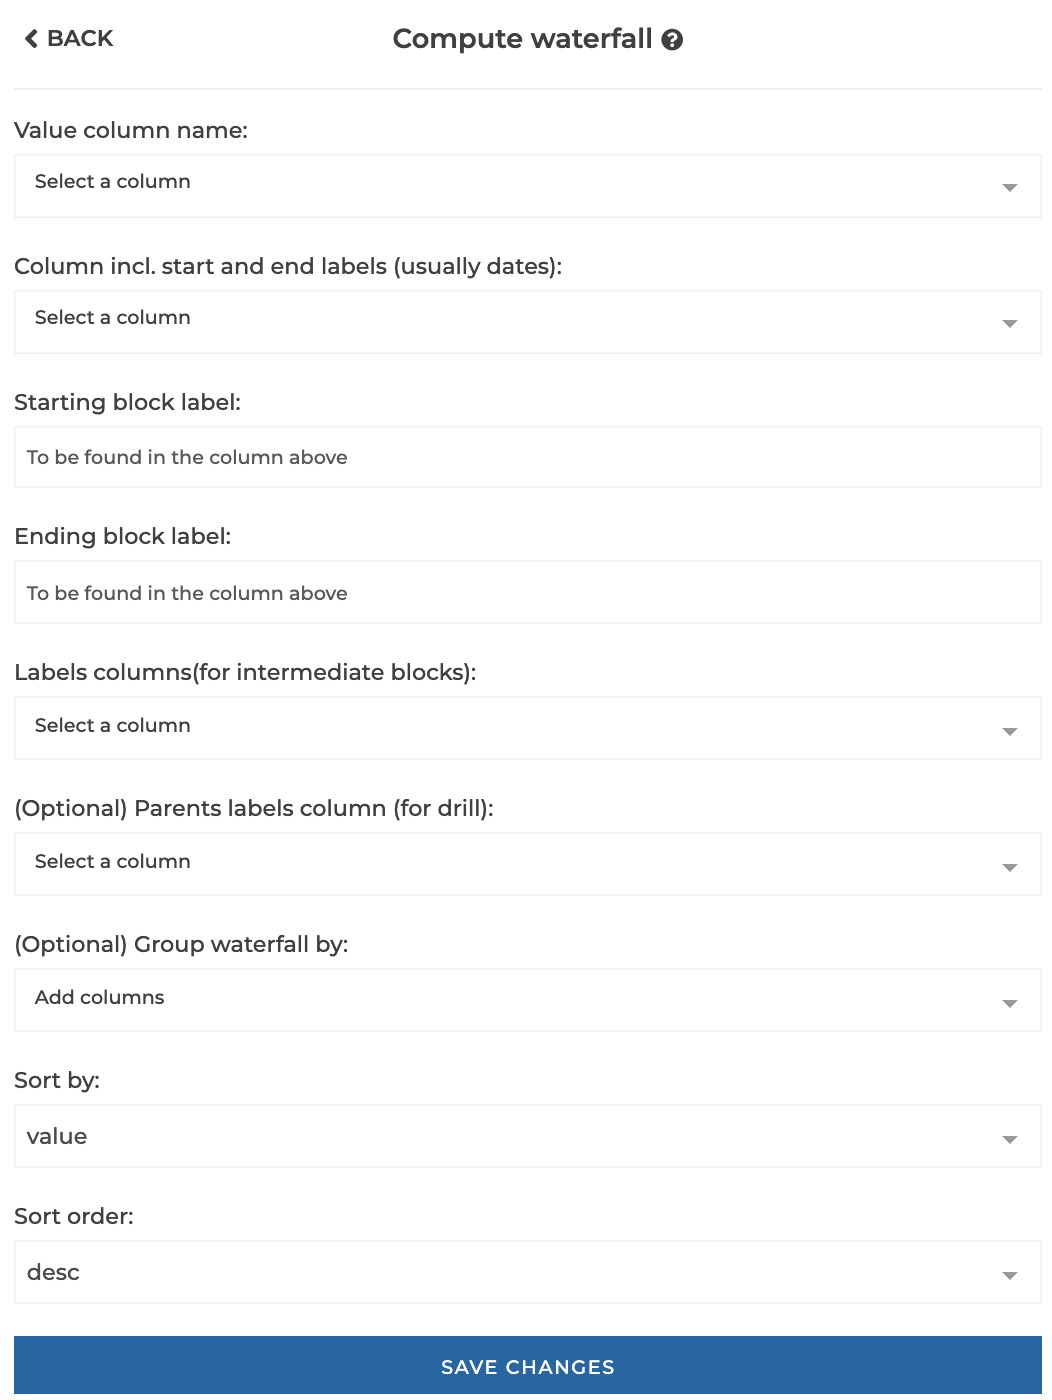 BACK
Compute waterfall
Value column name:
Select a column
Column incl. start and end labels (usually dates):
Select a column
Starting block label:
To be found in the column above
Ending block label:
To be found in the column above
Labels columns(for intermediate blocks):
Select a column
(Optional) Parents labels column (for drill):
Select a column
(Optional) Group waterfall by:
Add columns
Sort by:
value
Sort order:
desc
SAVE CHANGES